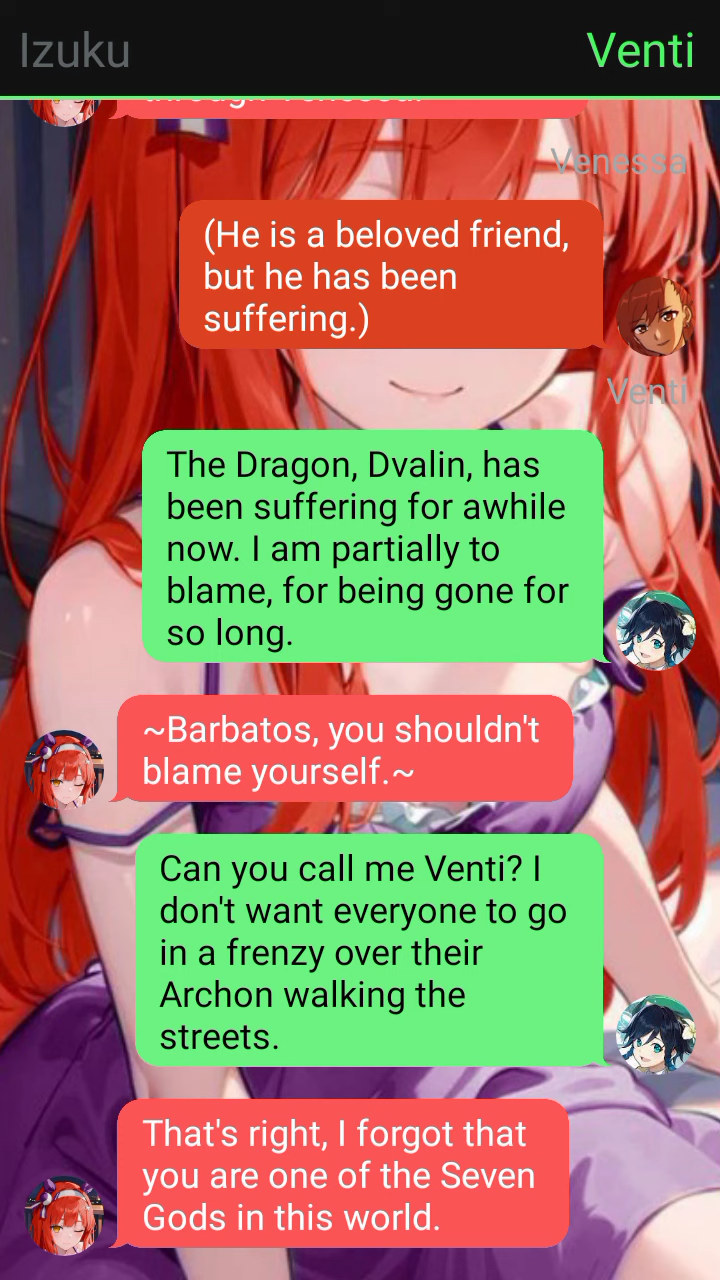 Izuku
Venti
through Venessa.
Venessa
(He is a beloved friend,
but he has been
suffering.)
Venti
The Dragon, Dvalin, has
been suffering for awhile
now. I am partially to
blame, for being gone for
so long.
~Barbatos, you shouldn't
blame yourself.~
Can you call me Venti? I
don't want everyone to go
in a frenzy over their
Archon walking the
streets.
That's right, I forgot that
you are one of the Seven
Gods in this world.